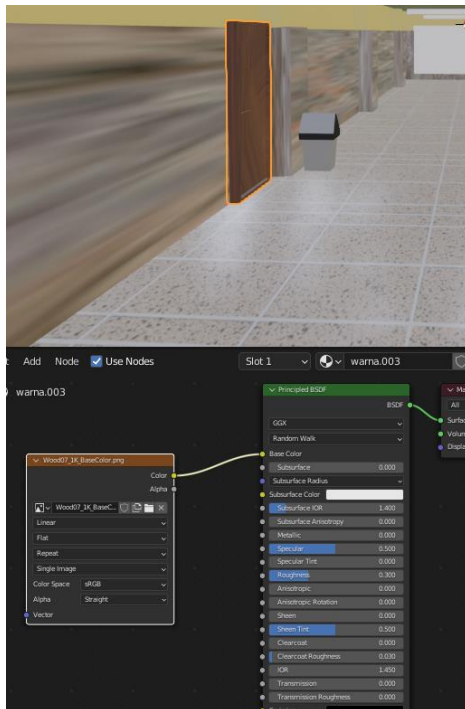 Add Node Use Nodes Slot 1 warna.003
warna.003
Principled BSDF
BSDF
All
GGX
Random Walk
Base Color
Subsurface 0.000
Subsurface Radius
Subsurface Color
Subsurface IOR 1.400
Subsurface Anisotropy 0.000
Metallic 0.000
Specular 0.500
Specular Tint 0.000
Roughness 0.300
Anisotropic 0.000
Anisotropic Rotation 0.000
Sheen 0.000
Sheen Tint 0.500
Clearcoat 0.000
Clearcoat Roughness 0.030
IOR 1.450
Transmission 0.000
Transmission Roughness 0.000
Wood07_1K_BaseColor.png
Color
Alpha
Wood07_1K_BaseC...
Linear
Flat
Repeat
Single Image
Color Space sRGB
Alpha Straight
Vector